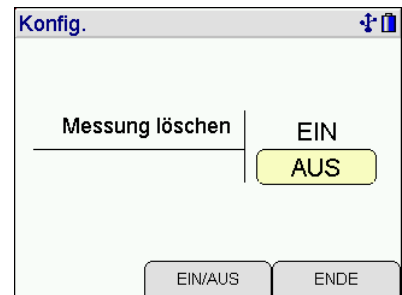 Konfig.
Messung löschen
EIN
AUS
EIN/AUS
ENDE